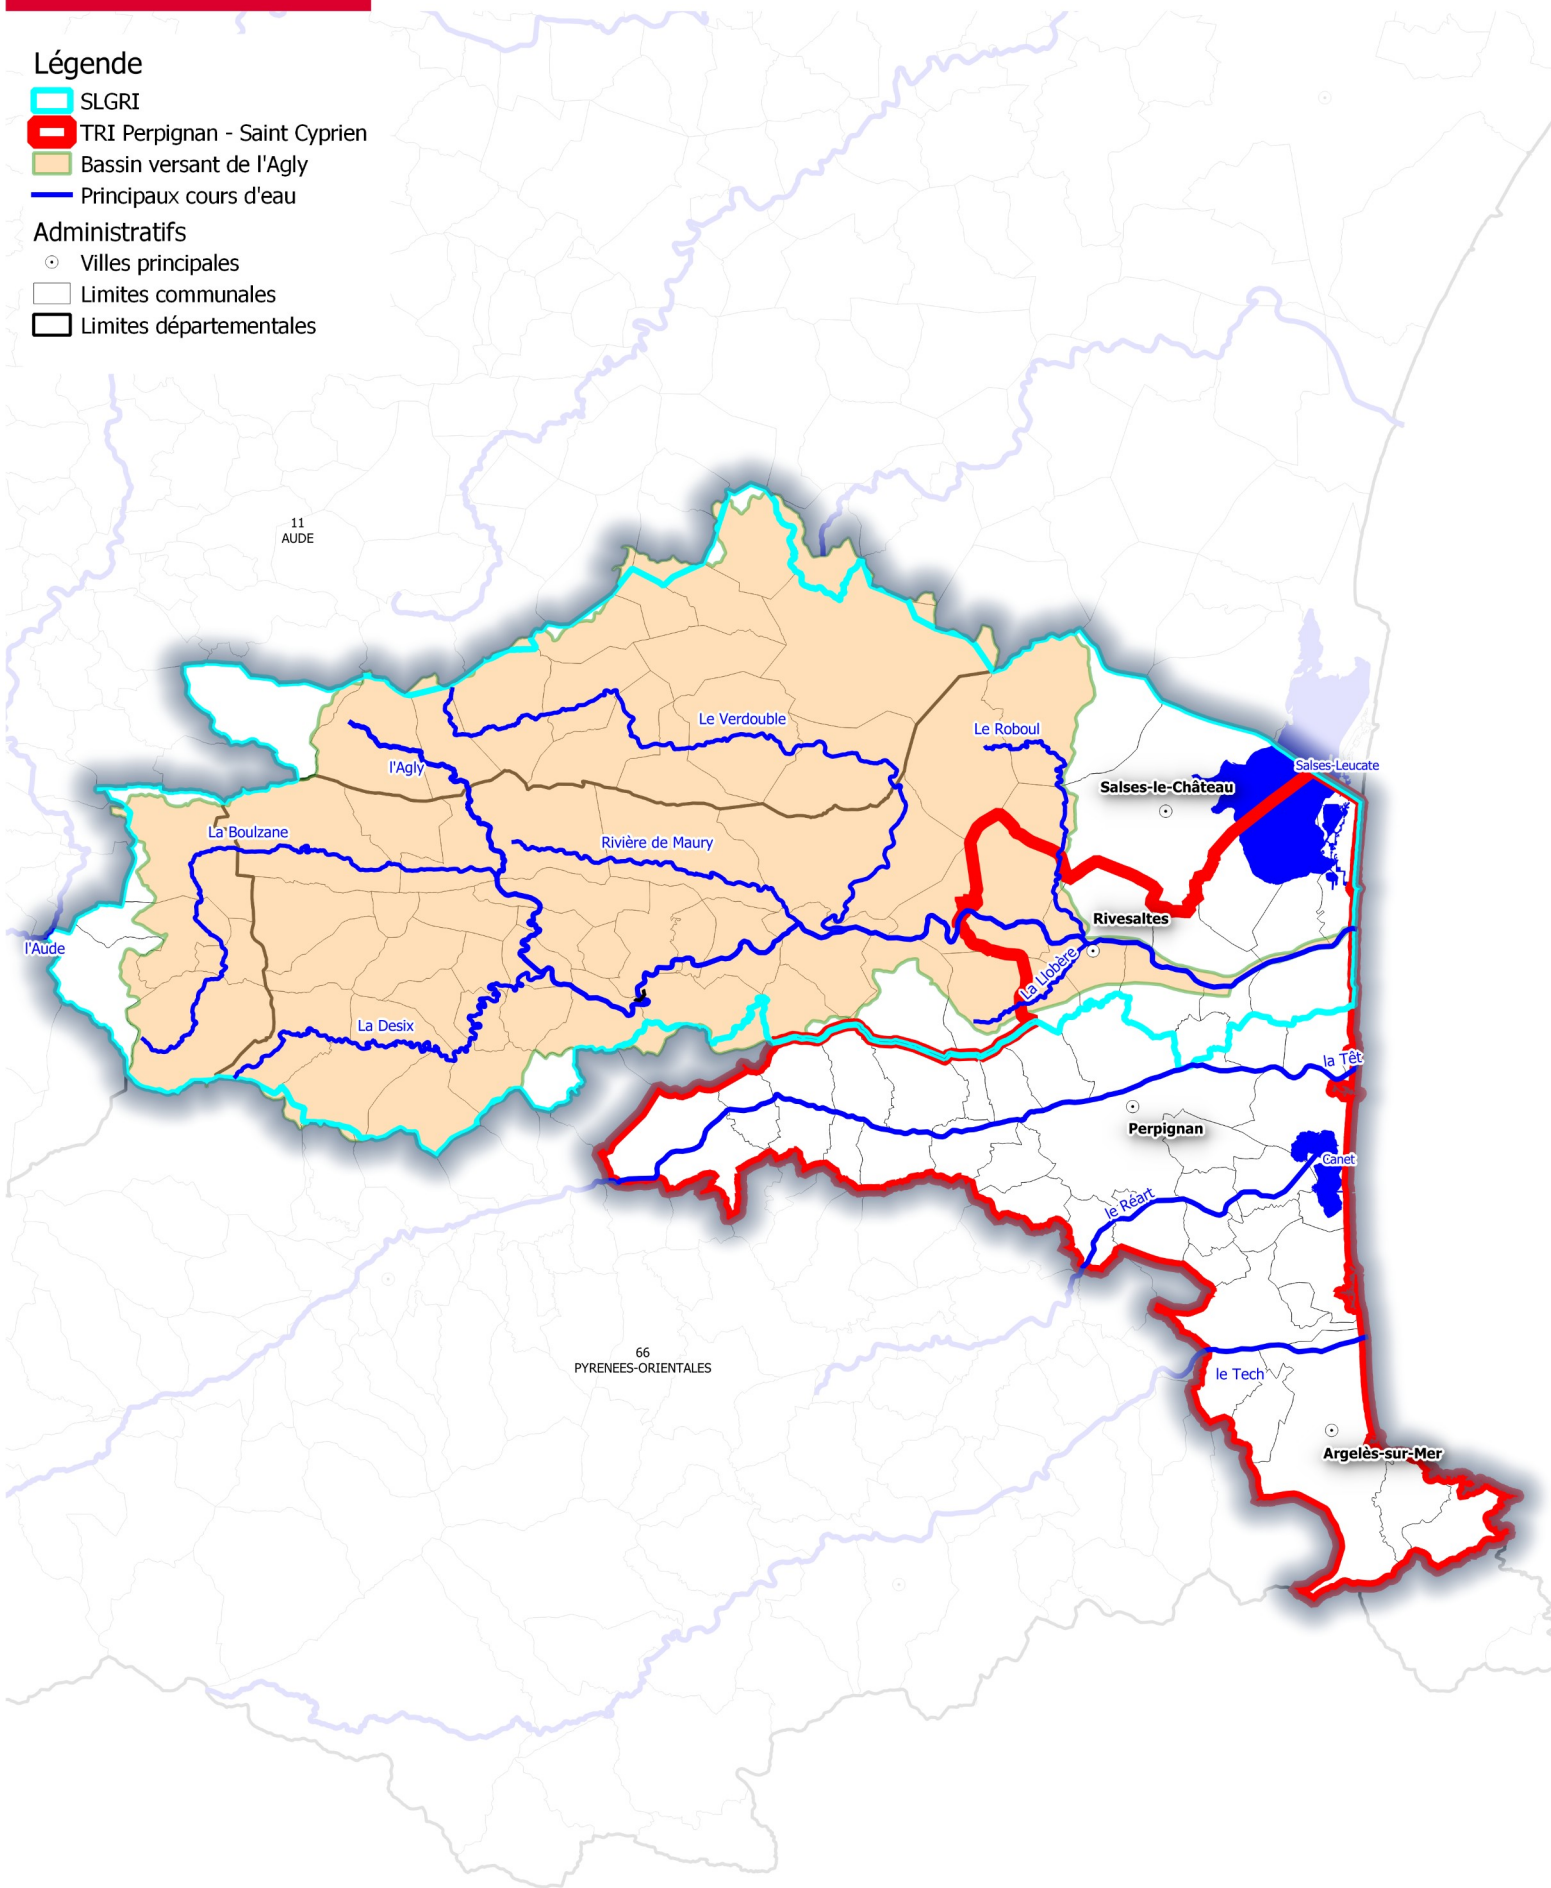 Légende
SLGRI
TRI Perpignan - Saint Cyprien
Bassin versant de l'Agly
Principaux cours d'eau
Administratifs
Villes principales
Limites communales
Limites départementales
11
AUDE
Le Verdouble
Le Roboul
l'Agly
Salses-Leucate
Salses-le-Château
La Boulzane
Rivière de Maury
Rivesaltes
l'Aude
La Llobère
La Desix
la Têt
Perpignan
Canet
le Réart
66
PYRENEES-ORIENTALES
le Tech
Argelès-sur-Mer